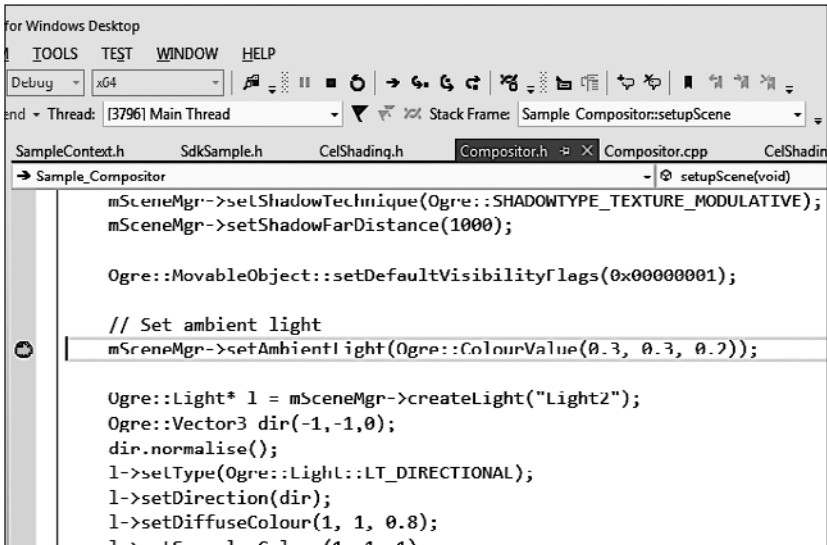 for Windows Desktop
TOOLS TEST WINDOW HELP
Debug x64
end Thread: [3796] Main Thread Stack Frame: Sample Compositor::setupScene
SampleContext.h SdkSample.h CelShading.h Compositor.h Compositor.cpp CelShadin
Sample_Compositor setupScene(void)
mSceneMgr->setShadowTechnique(Ogre::SHADOWTYPE_TEXTURE_MODULATIVE);
mSceneMgr->setShadowFarDistance(1000);
Ogre::MovableObject::setDefaultVisibilityFlags(0x00000001);
// Set ambient light
mSceneMgr->setAmbientLight(Ogre::ColourValue(0.3, 0.3, 0.2));
Ogre::Light* l = mSceneMgr->createLight("Light2");
Ogre::Vector3 dir(-1,-1,0);
dir.normalise();
l->setType(Ogre::Light::LT_DIRECTIONAL);
l->setDirection(dir);
l->setDiffuseColour(1, 1, 0.8);